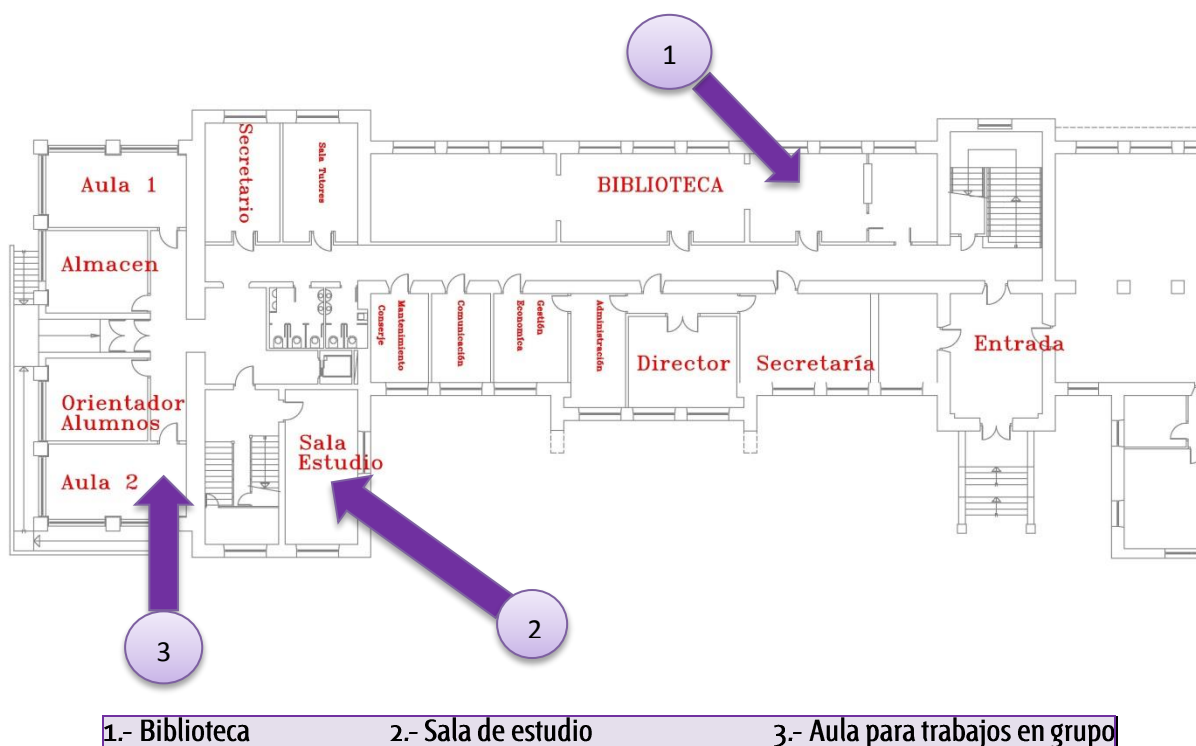 1
Secretario
Sala Tutores
Aula 1
BIBLIOTECA
Almacen
Conserje
Mantenimiento
Comunicación
Económica
Gestión
Administración
Director
Secretaría
Entrada
Orientador
Alumnos
Sala
Estudio
Aula 2
2
3
1.- Biblioteca 2.- Sala de estudio 3.- Aula para trabajos en grupo